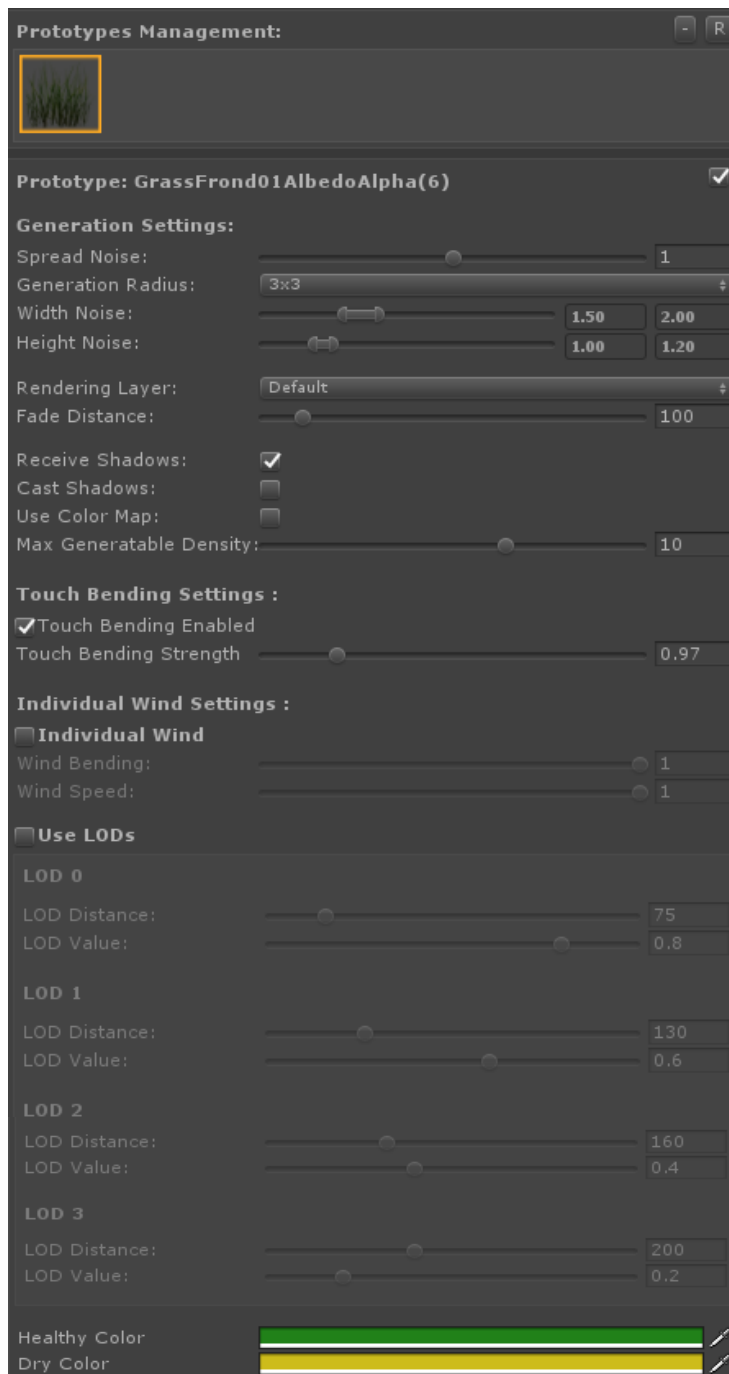 Prototypes Management:
- R
Prototype: GrassFrond01AlbedoAlpha(6)
Generation Settings:
Spread Noise: 1
Generation Radius: 3x3
Width Noise: 1.50 2.00
Height Noise: 1.00 1.20
Rendering Layer: Default
Fade Distance: 100
Receive Shadows:
Cast Shadows:
Use Color Map:
Max Generatable Density: 10
Touch Bending Settings :
Touch Bending Enabled
Touch Bending Strength 0.97
Individual Wind Settings :
Individual Wind
Wind Bending: 1
Wind Speed: 1
Use LODs
LOD 0
LOD Distance: 75
LOD Value: 0.8
LOD 1
LOD Distance: 130
LOD Value: 0.6
LOD 2
LOD Distance: 160
LOD Value: 0.4
LOD 3
LOD Distance: 200
LOD Value: 0.2
Healthy Color
Dry Color